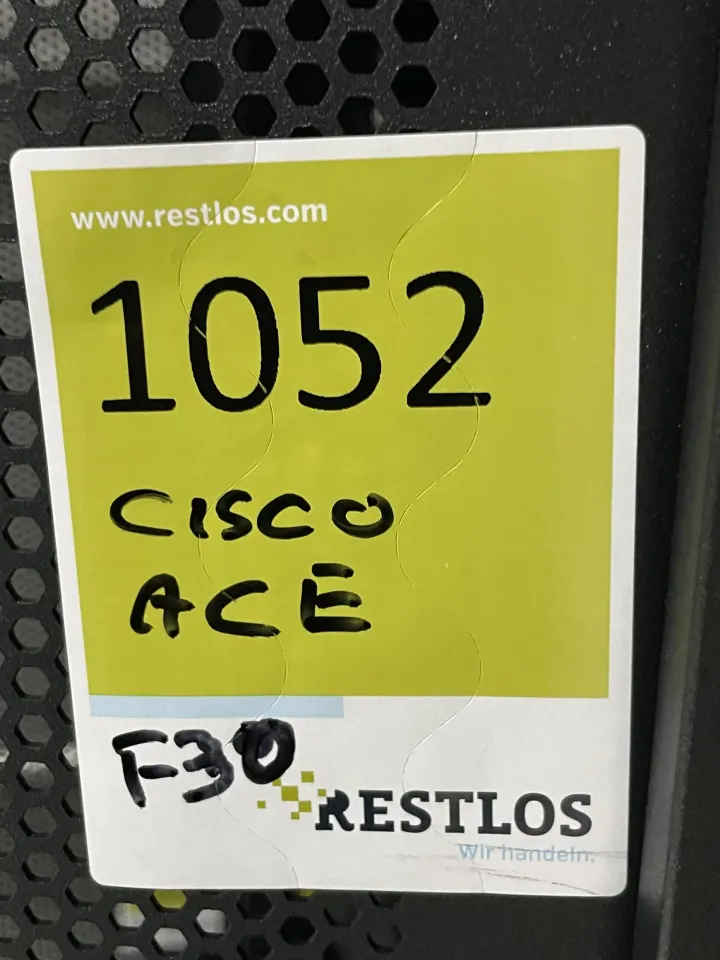 www.restlos.com
1052
CISCO
ACE
F30
RESTLOS
Wir handeln.